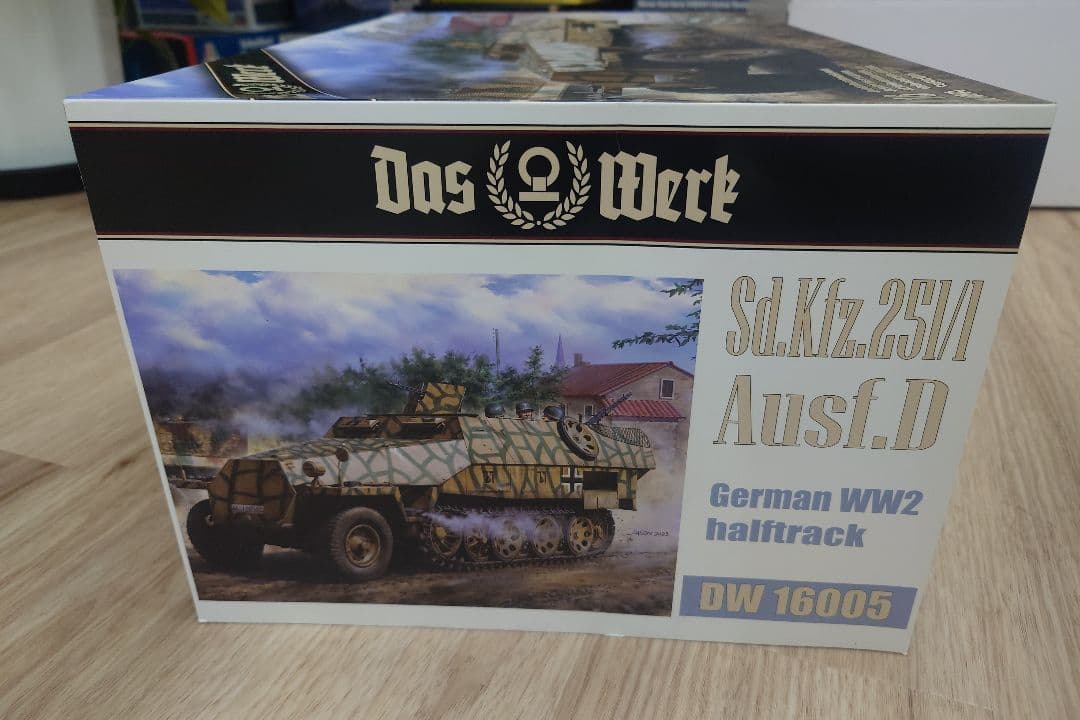 Das Werk
Sd.Kfz.251/1
Ausf.D
German WW2
halftrack
DW 16005